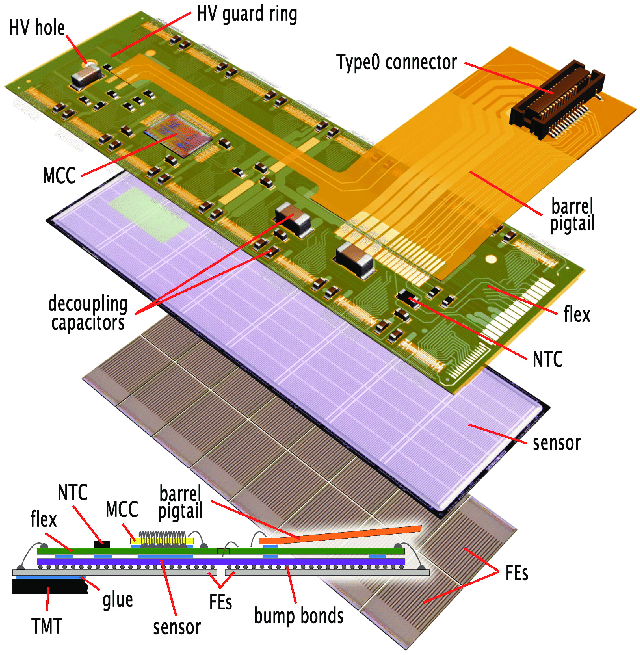 HV hole
HV guard ring
Type0 connector
MCC
barrel
pigtail
decoupling
capacitors
flex
NTC
sensor
NTC
MCC
barrel
pigtail
flex
FEs
glue
FEs
TMT
sensor
bump bonds